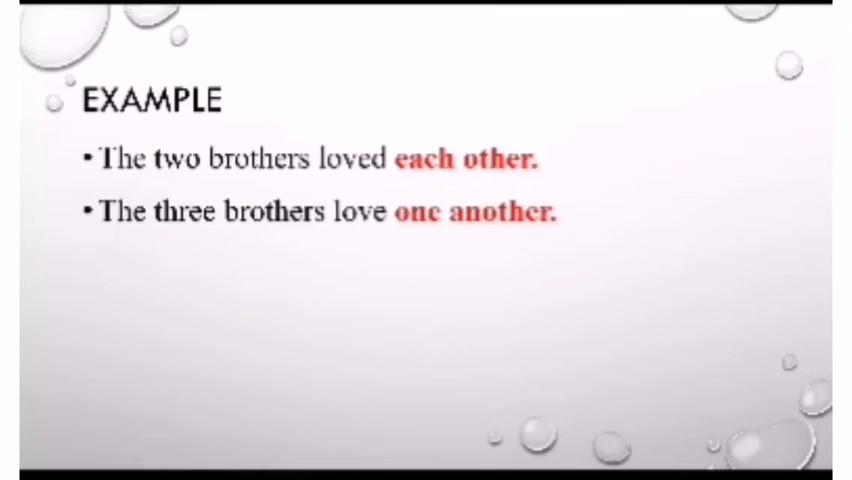 EXAMPLE
• The two brothers loved each other.
• The three brothers love one another.